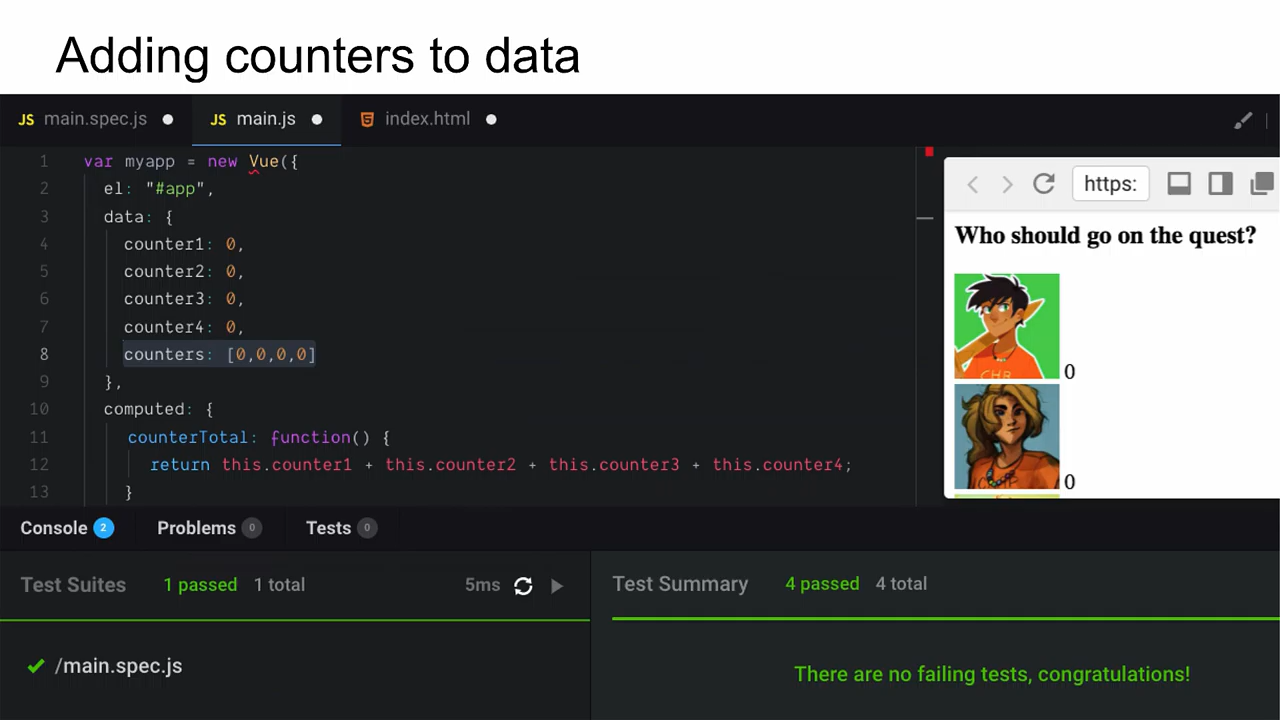 Adding counters to data
JS main.spec.js
JS main.js
index.html
1 var myapp = new Vue({
2 el: "#app",
3 data: {
4 counter1: 0,
5 counter2: 0,
6 counter3: 0,
7 counter4: 0,
8 counters: [0,0,0,0]
9 },
10 computed: {
11 counterTotal: function() {
12 return this.counter1 + this.counter2 + this.counter3 + this.counter4;
13 }
https:
Who should go on the quest?
0
0
Console 2 Problems 0 Tests 0
Test Suites 1 passed 1 total 5ms
/main.spec.js
Test Summary 4 passed 4 total
There are no failing tests, congratulations!